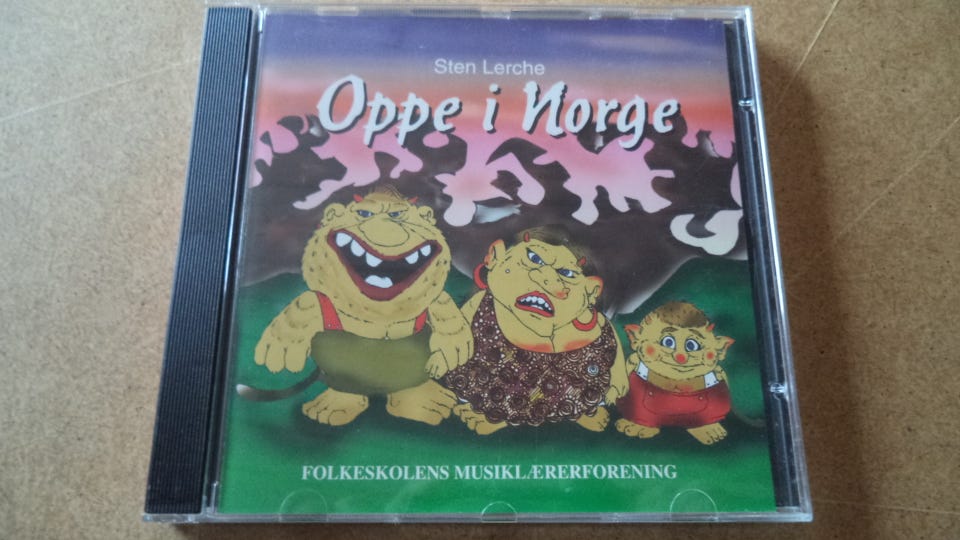 Sten Lerche
Oppe i Norge
FOLKESKOLENS MUSIKLÆRERFORENING